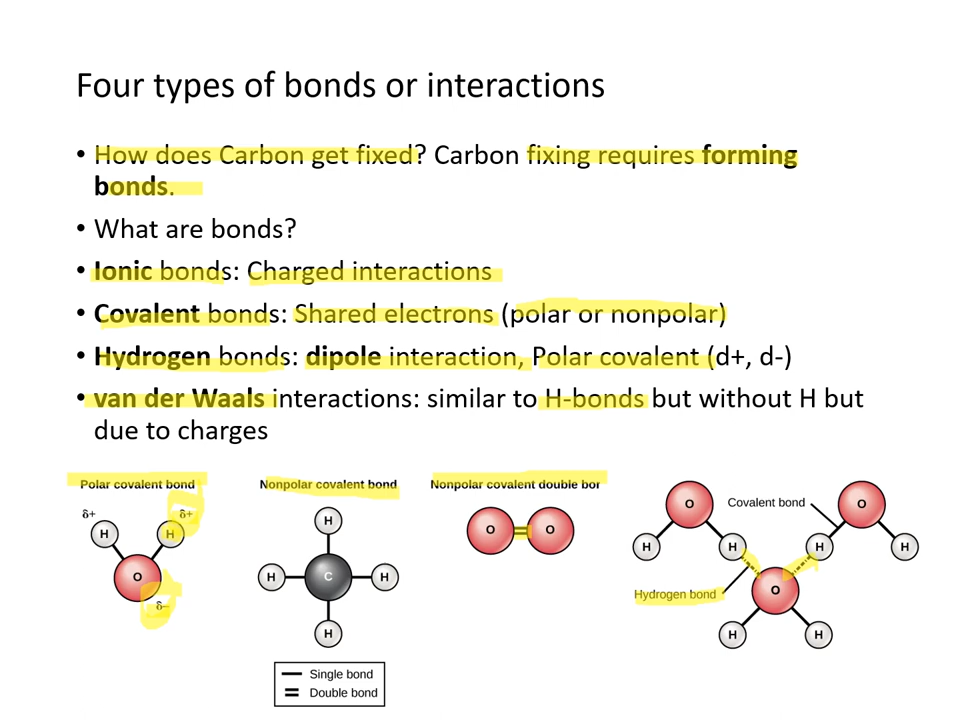 Four types of bonds or interactions
• How does Carbon get fixed? Carbon fixing requires forming
bonds.
• What are bonds?
• Ionic bonds: Charged interactions
• Covalent bonds: Shared electrons (polar or nonpolar)
• Hydrogen bonds: dipole interaction, Polar covalent (d+, d-)
• van der Waals interactions: similar to H-bonds but without H but
due to charges
Polar covalent bond
δ+ δ+
H H
O
δ–
Nonpolar covalent bond
H
H C H
H
Single bond
Double bond
Nonpolar covalent double bor
O O
O Covalent bond O
H H H H
Hydrogen bond O
H H